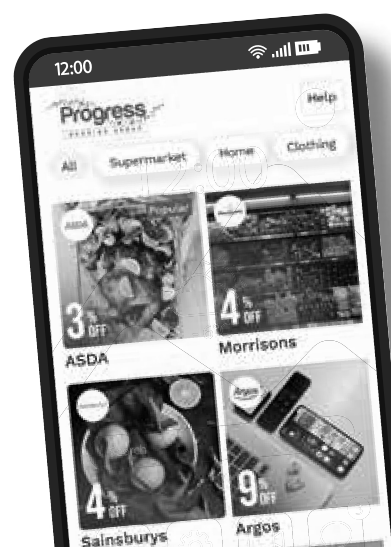 12:00
Progress
Help
All
Supermarket
Home
Clothing
ASDA
3% OFF
4% OFF
ASDA
Morrisons
Argos
4% OFF
9% OFF
Sainsburys
Argos